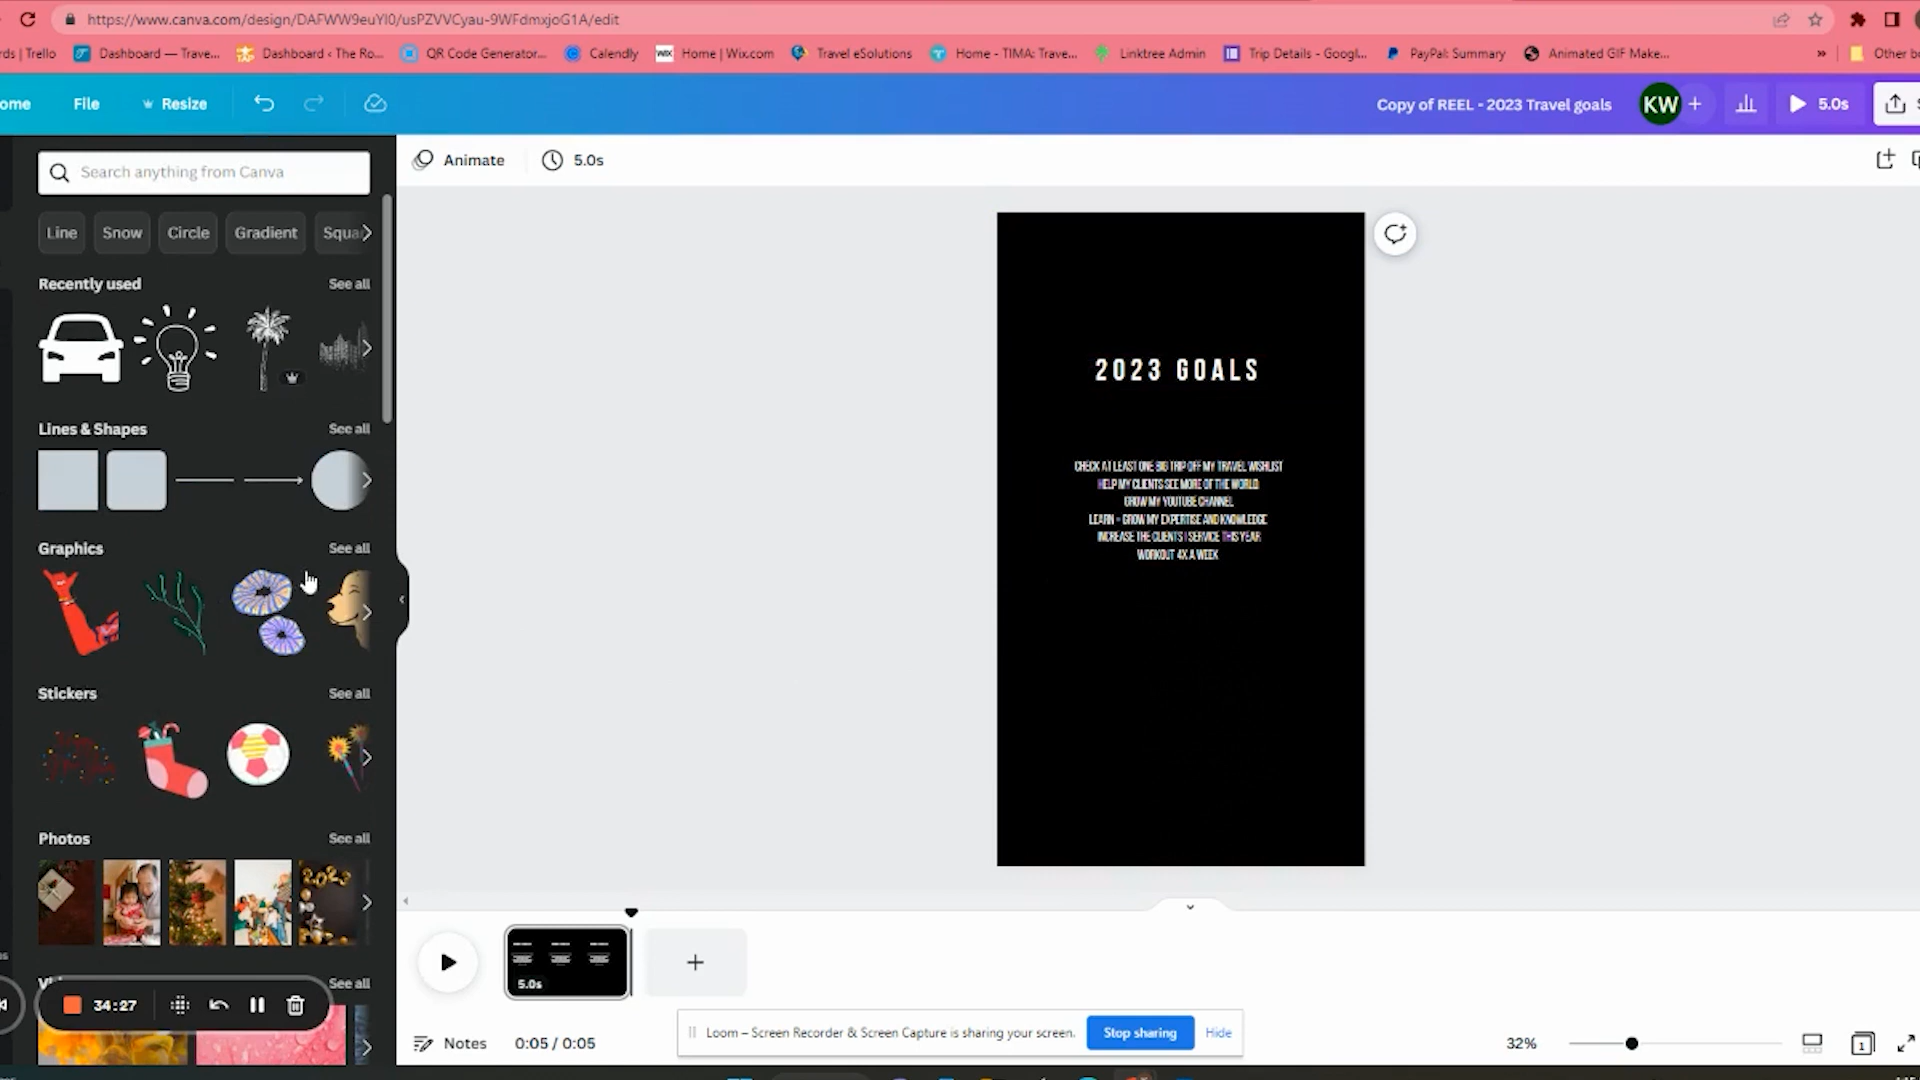 https://www.canva.com/design/DAFWW9euYI0/usPZVVCyau-9WFdmxjoG1A/edit
rds | Trello
Dashboard — Trave...
Dashboard ‹ The Ro...
QR Code Generator...
Calendly
WIX Home | Wix.com
Travel eSolutions
Home - TIMA: Trave...
Linktree Admin
Trip Details - Googl...
PayPal: Summary
Animated GIF Make...
»
Other bo
ome
File
Resize
Copy of REEL - 2023 Travel goals
KW
+
5.0s
S
Search anything from Canva
Animate
5.0s
Line
Snow
Circle
Gradient
Squa
Recently used
See all
Lines & Shapes
See all
Graphics
See all
Stickers
See all
Photos
See all
2023
See all
34:27
2023 GOALS
CHECK AT LEAST ONE BIG TRIP OFF MY TRAVEL WISHLIST
HELP MY CLIENTS SEE MORE OF THE WORLD
GROW MY YOUTUBE CHANNEL
LEARN + GROW MY EXPERTISE AND KNOWLEDGE
INCREASE THE CLIENTS I SERVICE THIS YEAR
WORKOUT 4X A WEEK
5.0s
+
Loom – Screen Recorder & Screen Capture is sharing your screen.
Stop sharing
Hide
Notes
0:05 / 0:05
32%
1